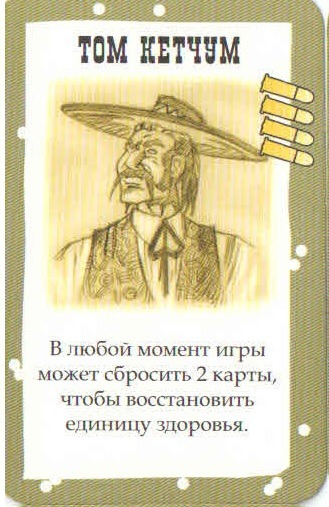 ТОМ КЕТЧУМ
В любой момент игры
может сбросить 2 карты,
чтобы восстановить
единицу здоровья.